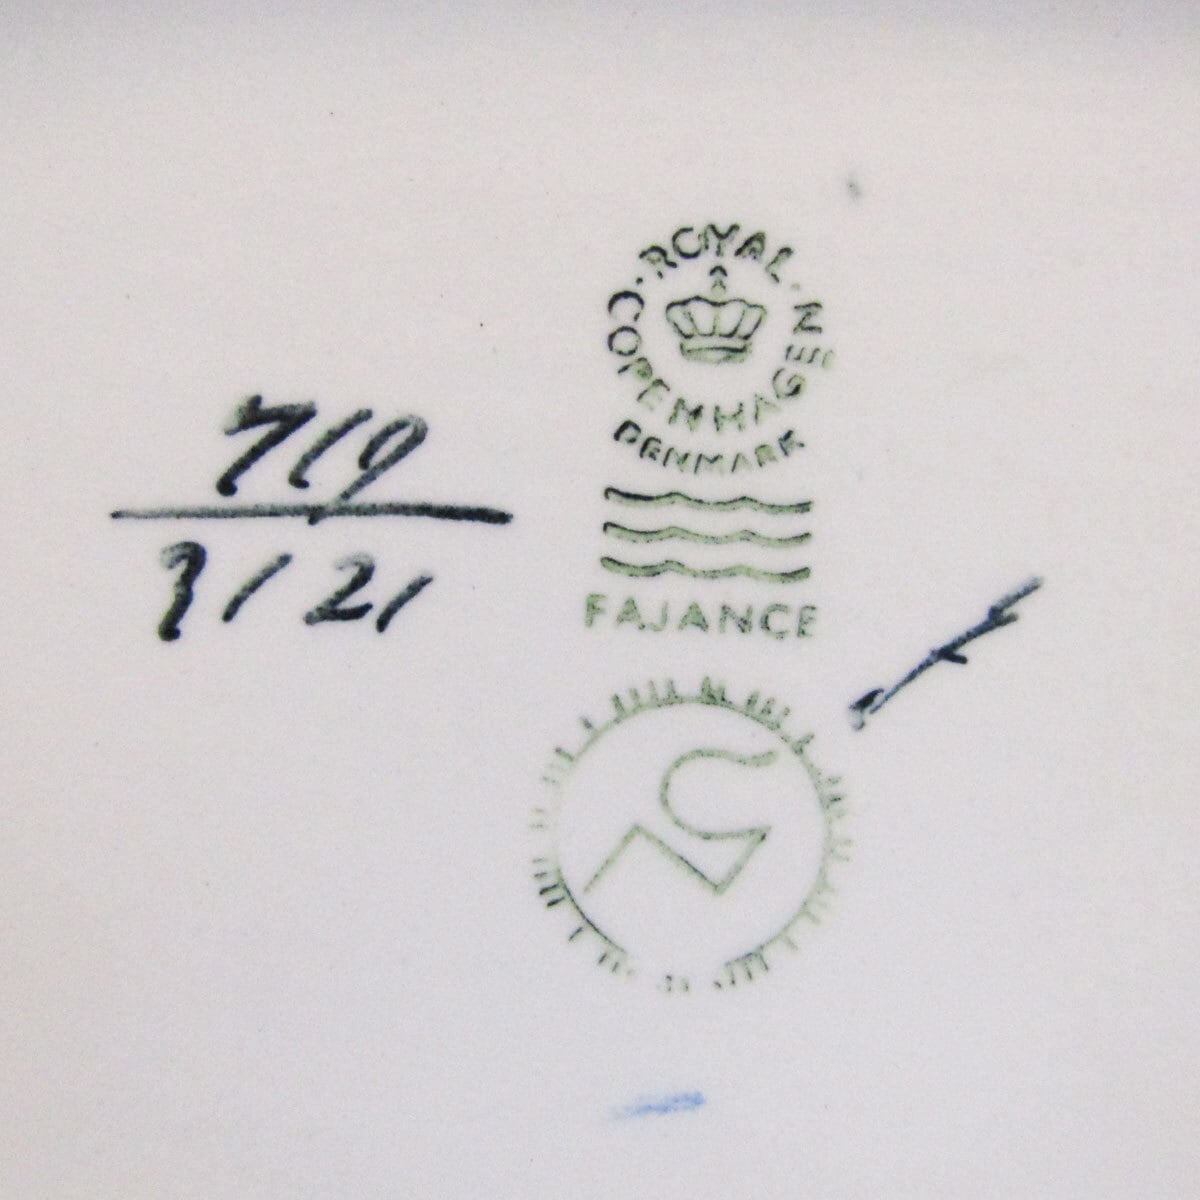 ROYAL
COPENHAGEN
DENMARK
719
3121
FAJANCE